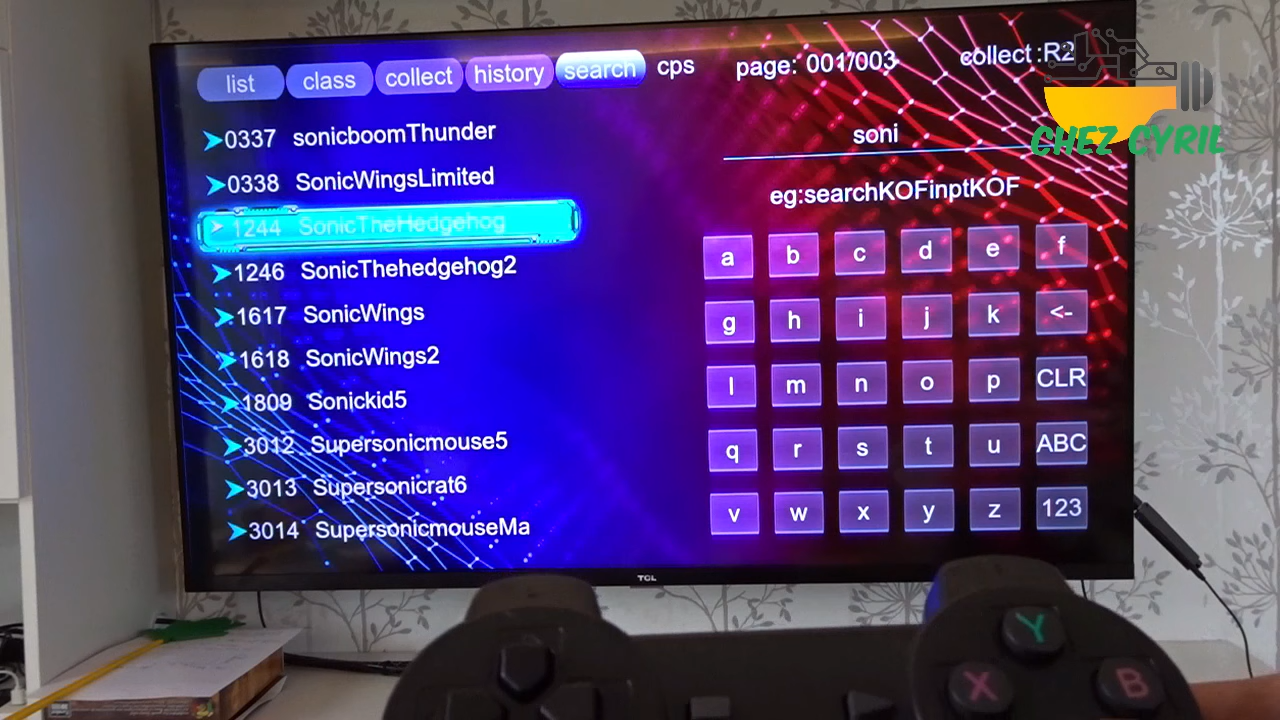 list class collect history search cps page: 001/003 collect :R2
CHEZ CYRIL
0337 sonicboomThunder
0338 SonicWingsLimited
1244 SonicTheHedgehog
1246 SonicThehedgehog2
1617 SonicWings
1618 SonicWings2
1809 Sonickid5
3012 Supersonicmouse5
3013 Supersonicrat6
3014 SupersonicmouseMa
soni
eg:searchKOFinptKOF
a b c d e f
g h i j k <-
l m n o p CLR
q r s t u ABC
v w x y z 123
TCL
Y
X B